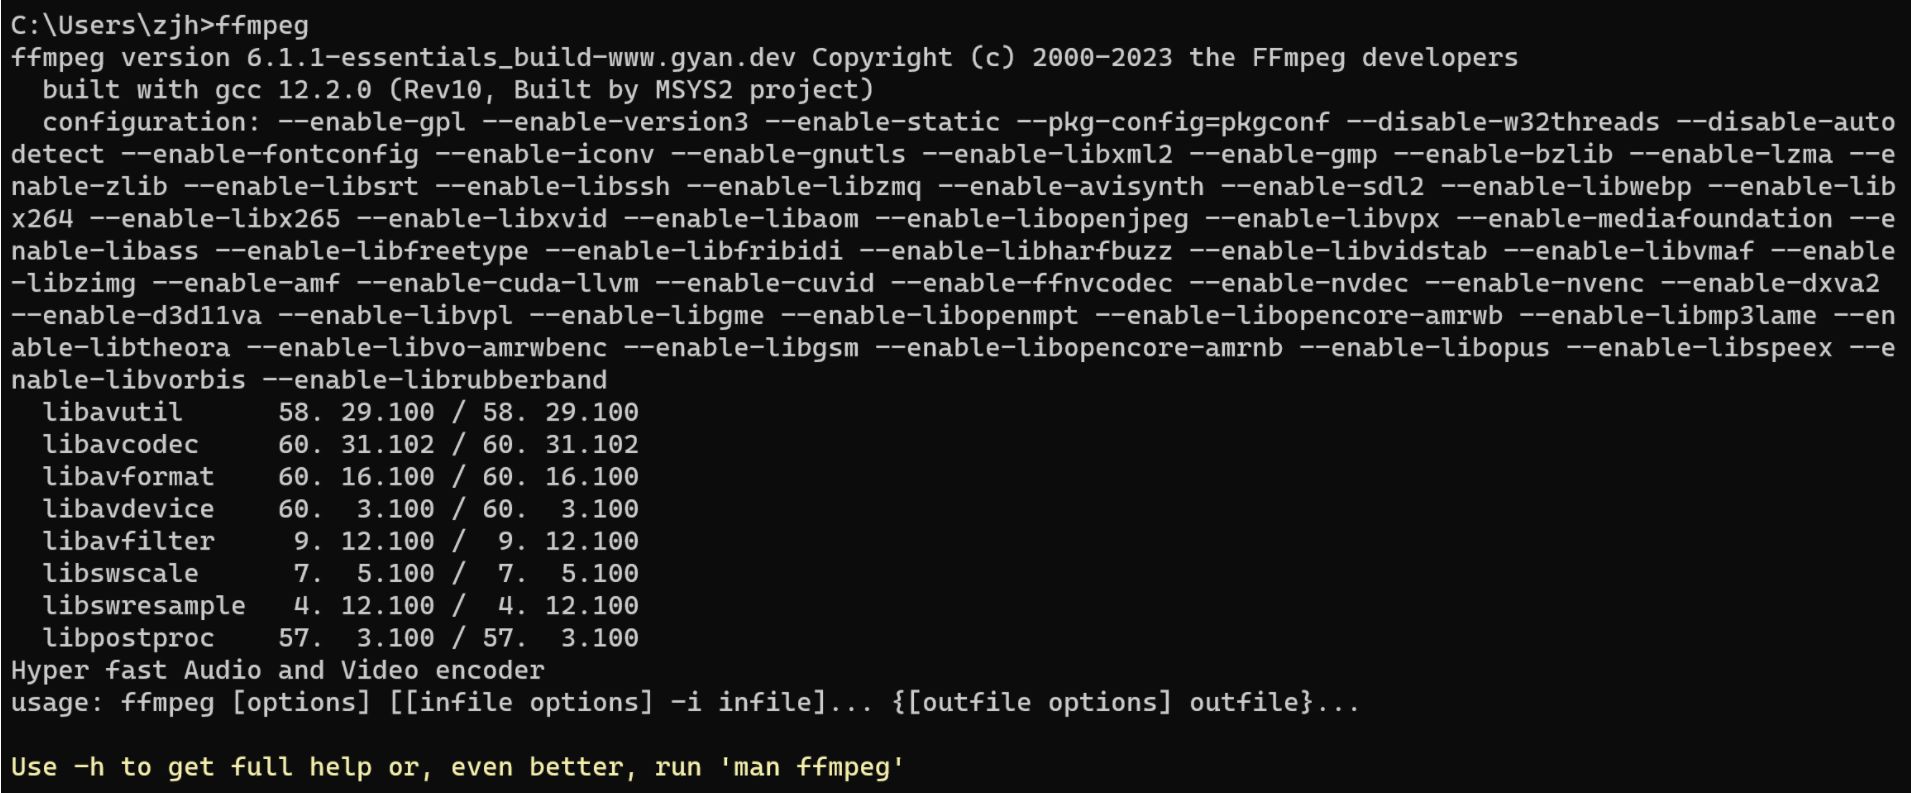 C:\Users\zjh>ffmpeg
ffmpeg version 6.1.1-essentials_build-www.gyan.dev Copyright (c) 2000-2023 the FFmpeg developers
  built with gcc 12.2.0 (Rev10, Built by MSYS2 project)
  configuration: --enable-gpl --enable-version3 --enable-static --pkg-config=pkgconf --disable-w32threads --disable-auto
detect --enable-fontconfig --enable-iconv --enable-gnutls --enable-libxml2 --enable-gmp --enable-bzlib --enable-lzma --e
nable-zlib --enable-libsrt --enable-libssh --enable-libzmq --enable-avisynth --enable-sdl2 --enable-libwebp --enable-lib
x264 --enable-libx265 --enable-libxvid --enable-libaom --enable-libopenjpeg --enable-libvpx --enable-mediafoundation --e
nable-libass --enable-libfreetype --enable-libfribidi --enable-libharfbuzz --enable-libvidstab --enable-libvmaf --enable
-libzimg --enable-amf --enable-cuda-llvm --enable-cuvid --enable-ffnvcodec --enable-nvdec --enable-nvenc --enable-dxva2
--enable-d3d11va --enable-libvpl --enable-libgme --enable-libopenmpt --enable-libopencore-amrwb --enable-libmp3lame --en
able-libtheora --enable-libvo-amrwbenc --enable-libgsm --enable-libopencore-amrnb --enable-libopus --enable-libspeex --e
nable-libvorbis --enable-librubberband
  libavutil      58. 29.100 / 58. 29.100
  libavcodec     60. 31.102 / 60. 31.102
  libavformat    60. 16.100 / 60. 16.100
  libavdevice    60.  3.100 / 60.  3.100
  libavfilter     9. 12.100 /  9. 12.100
  libswscale      7.  5.100 /  7.  5.100
  libswresample   4. 12.100 /  4. 12.100
  libpostproc    57.  3.100 / 57.  3.100
Hyper fast Audio and Video encoder
usage: ffmpeg [options] [[infile options] -i infile]... {[outfile options] outfile}...

Use -h to get full help or, even better, run 'man ffmpeg'